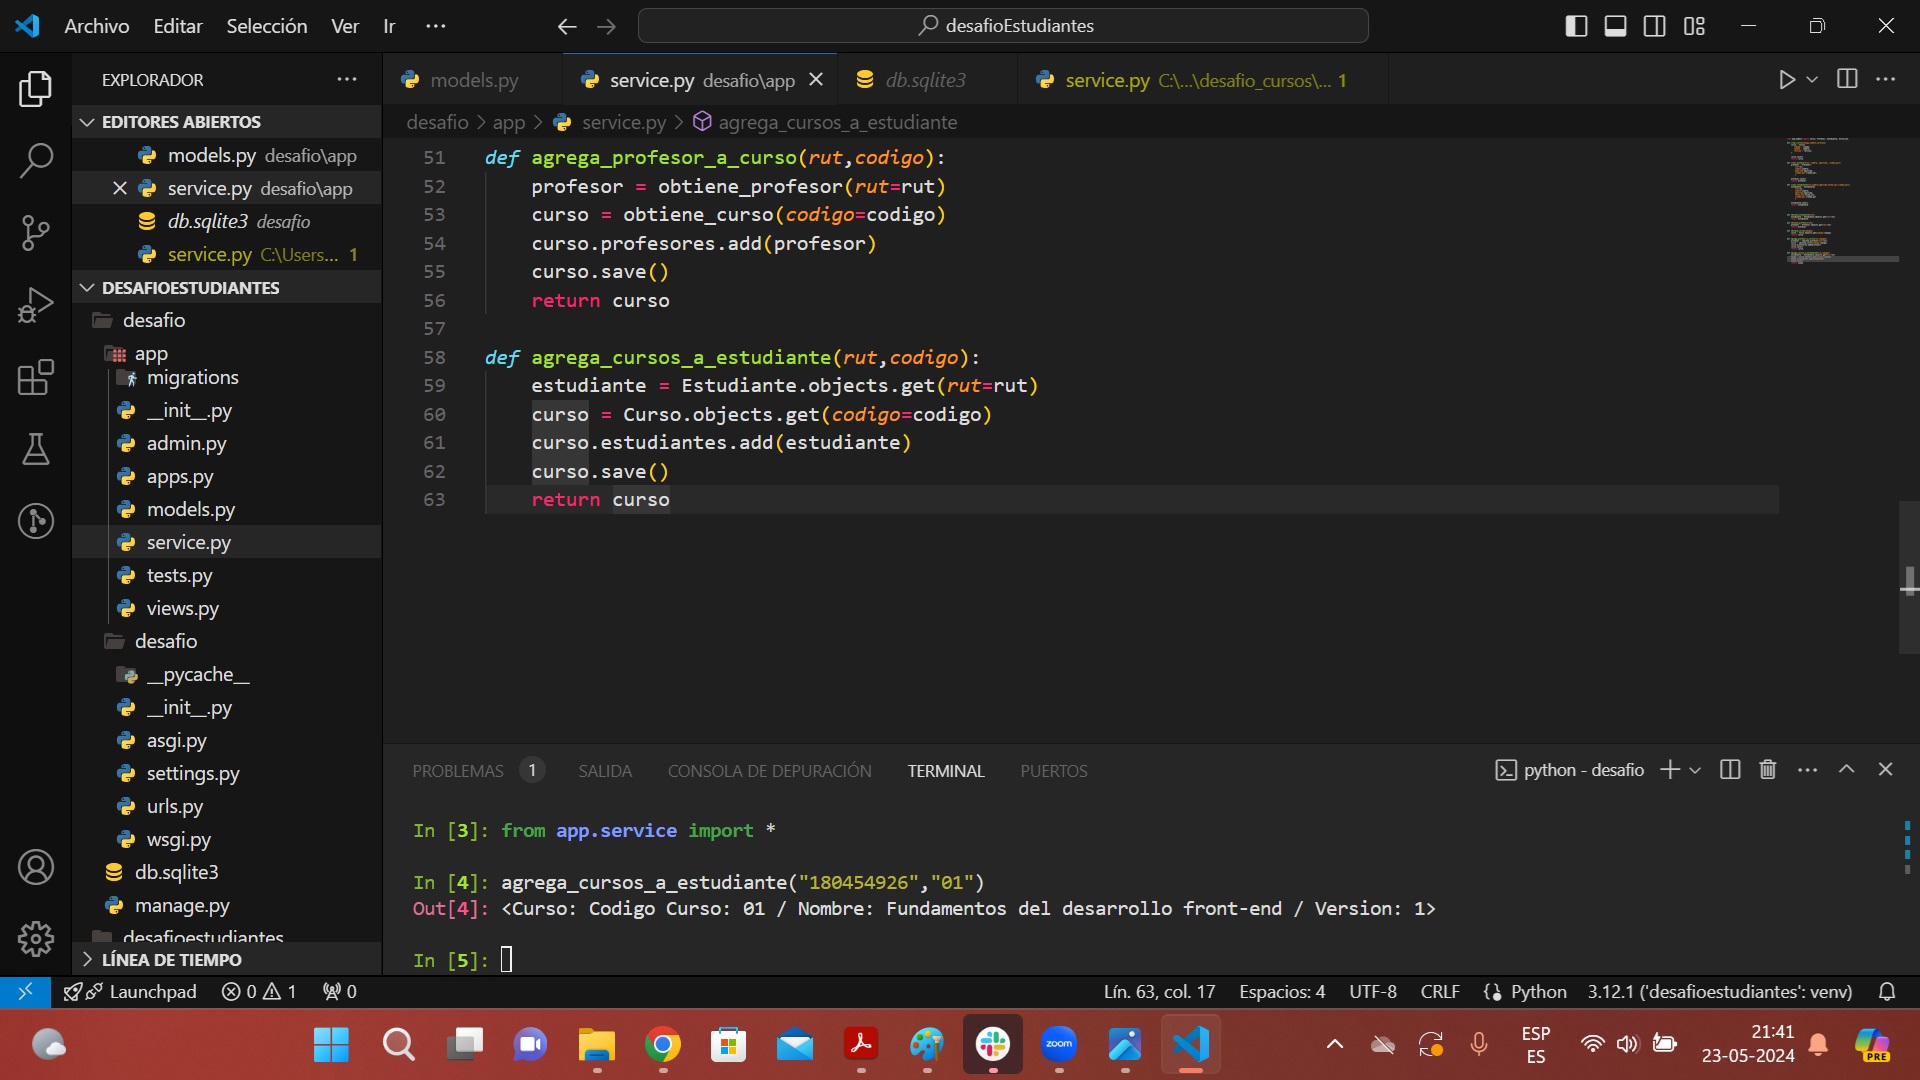 Archivo Editar Selección Ver Ir ··· desafioEstudiantes
EXPLORADOR
EDITORES ABIERTOS
models.py desafio\app
service.py desafio\app
db.sqlite3 desafio
service.py C:\Users... 1
DESAFIOESTUDIANTES
desafio
app
migrations
__init__.py
admin.py
apps.py
models.py
service.py
tests.py
views.py
desafio
__pycache__
__init__.py
asgi.py
settings.py
urls.py
wsgi.py
db.sqlite3
manage.py
desafioestudiantes
LÍNEA DE TIEMPO
models.py service.py desafio\app db.sqlite3 service.py C:\...\desafio_cursos\... 1
desafio > app > service.py > agrega_cursos_a_estudiante
51 def agrega_profesor_a_curso(rut,codigo):
52 profesor = obtiene_profesor(rut=rut)
53 curso = obtiene_curso(codigo=codigo)
54 curso.profesores.add(profesor)
55 curso.save()
56 return curso
57
58 def agrega_cursos_a_estudiante(rut,codigo):
59 estudiante = Estudiante.objects.get(rut=rut)
60 curso = Curso.objects.get(codigo=codigo)
61 curso.estudiantes.add(estudiante)
62 curso.save()
63 return curso
PROBLEMAS 1 SALIDA CONSOLA DE DEPURACIÓN TERMINAL PUERTOS python - desafio
In [3]: from app.service import *
In [4]: agrega_cursos_a_estudiante("180454926","01")
Out[4]: <Curso: Codigo Curso: 01 / Nombre: Fundamentos del desarrollo front-end / Version: 1>
In [5]:
Launchpad 0 1 0 Lín. 63, col. 17 Espacios: 4 UTF-8 CRLF Python 3.12.1 ('desafioestudiantes': venv)
zoom
ESP
ES
21:41
23-05-2024
PRE